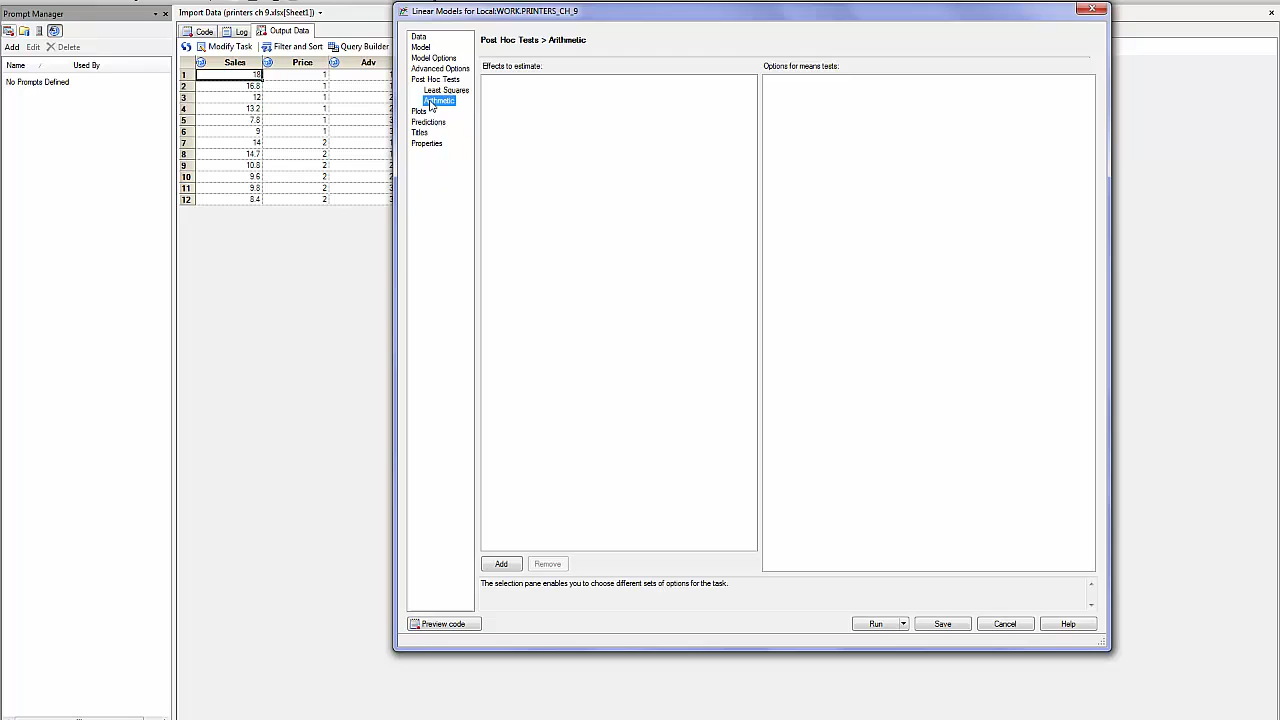 Prompt Manager
Add Edit Delete
Name Used By
No Prompts Defined
Import Data (printers ch 9.xlsx[Sheet1])
Code Log Output Data
Modify Task Filter and Sort Query Builder
Sales Price Adv
1 18 1
2 16.8 1
3 12 1
4 13.2 1
5 7.8 1
6 9 1
7 14 2
8 14.7 2
9 10.8 2
10 9.6 2
11 9.8 2
12 8.4 2
Linear Models for Local:WORK.PRINTERS_CH_9
Data
Model
Model Options
Advanced Options
Post Hoc Tests
Least Squares
Arithmetic
Plots
Predictions
Titles
Properties
Post Hoc Tests > Arithmetic
Effects to estimate:
Options for means tests:
Add Remove
The selection pane enables you to choose different sets of options for the task.
Preview code
Run Save Cancel Help